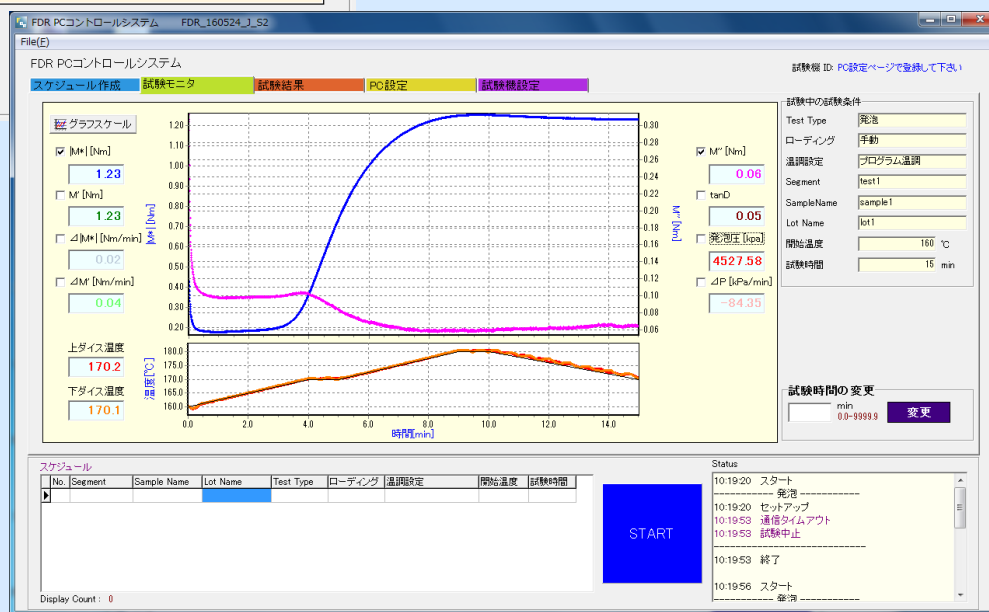 FDR PCコントロールシステム FDR_160524_J_S2
File(F)
FDR PCコントロールシステム
試験機 ID: PC設定ページで登録して下さい
スケジュール作成 試験モニタ 試験結果 PC設定 試験機設定
グラフスケール
|M*| [Nm]
1.23
M' [Nm]
1.23
⊿|M*| [Nm/min]
0.02
⊿M' [Nm/min]
0.04
上ダイス温度
170.2
下ダイス温度
170.1
|M*| [Nm]
1.20
1.10
1.00
0.90
0.80
0.70
0.60
0.50
0.40
0.30
0.20
0.30
0.28
0.26
0.24
0.22
0.20
0.18
0.16
0.14
0.12
0.10
0.08
0.06
M'' [Nm]
温度[℃]
180.0
175.0
170.0
165.0
160.0
0.0 2.0 4.0 6.0 8.0 10.0 12.0 14.0
時間[min]
M'' [Nm]
0.06
tanD
0.05
発泡圧 [kpa]
4527.58
⊿P [kPa/min]
-84.35
試験中の試験条件
Test Type 発泡
ローディング 手動
温調設定 プログラム温調
Segment test1
SampleName sample1
Lot Name lot1
開始温度 160 ℃
試験時間 15 min
試験時間の変更
min
0.0-9999.9
変更
スケジュール
No. Segment Sample Name Lot Name Test Type ローディング 温調設定 開始温度 試験時間
Display Count : 0
START
Status
10:19:20 スタート
----------- 発泡 -----------
10:19:20 セットアップ
10:19:53 通信タイムアウト
10:19:53 試験中止
----------------------------
10:19:53 終了
10:19:56 スタート
----------- 発泡 -----------